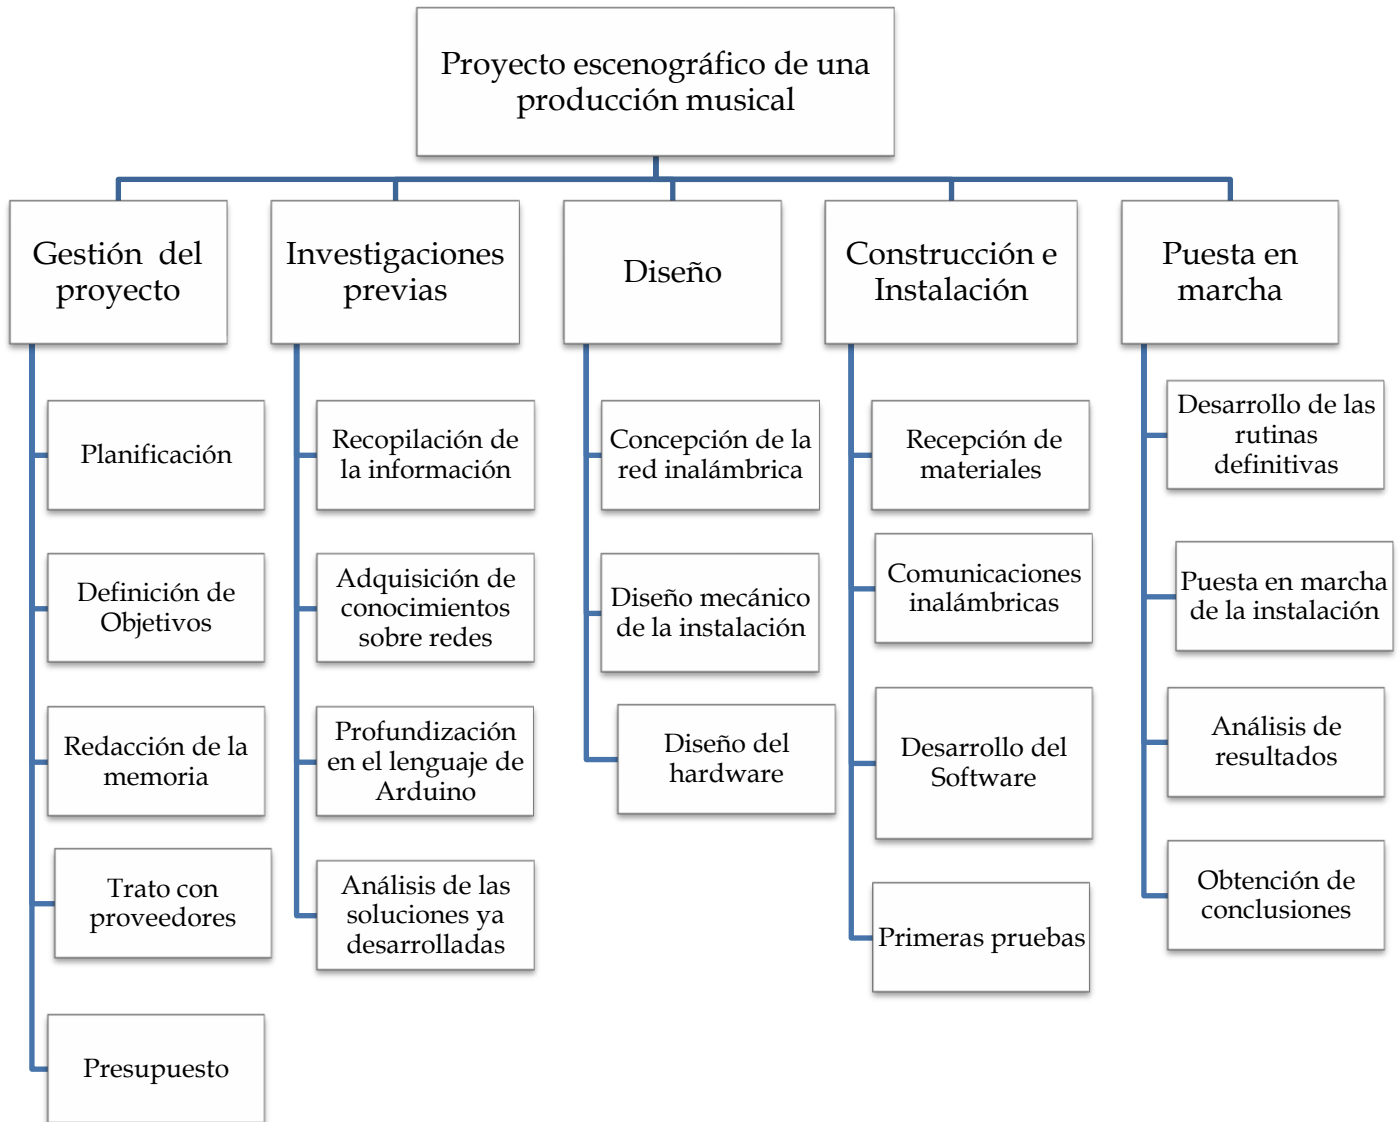 Proyecto escenográfico de una
producción musical
Gestión del
proyecto
Planificación
Definición de
Objetivos
Redacción de la
memoria
Trato con
proveedores
Presupuesto
Investigaciones
previas
Recopilación de
la información
Adquisición de
conocimientos
sobre redes
Profundización
en el lenguaje de
Arduino
Análisis de las
soluciones ya
desarrolladas
Diseño
Concepción de la
red inalámbrica
Diseño mecánico
de la instalación
Diseño del
hardware
Construcción e
Instalación
Recepción de
materiales
Comunicaciones
inalámbricas
Desarrollo del
Software
Primeras pruebas
Puesta en
marcha
Desarrollo de las
rutinas
definitivas
Puesta en marcha
de la instalación
Análisis de
resultados
Obtención de
conclusiones